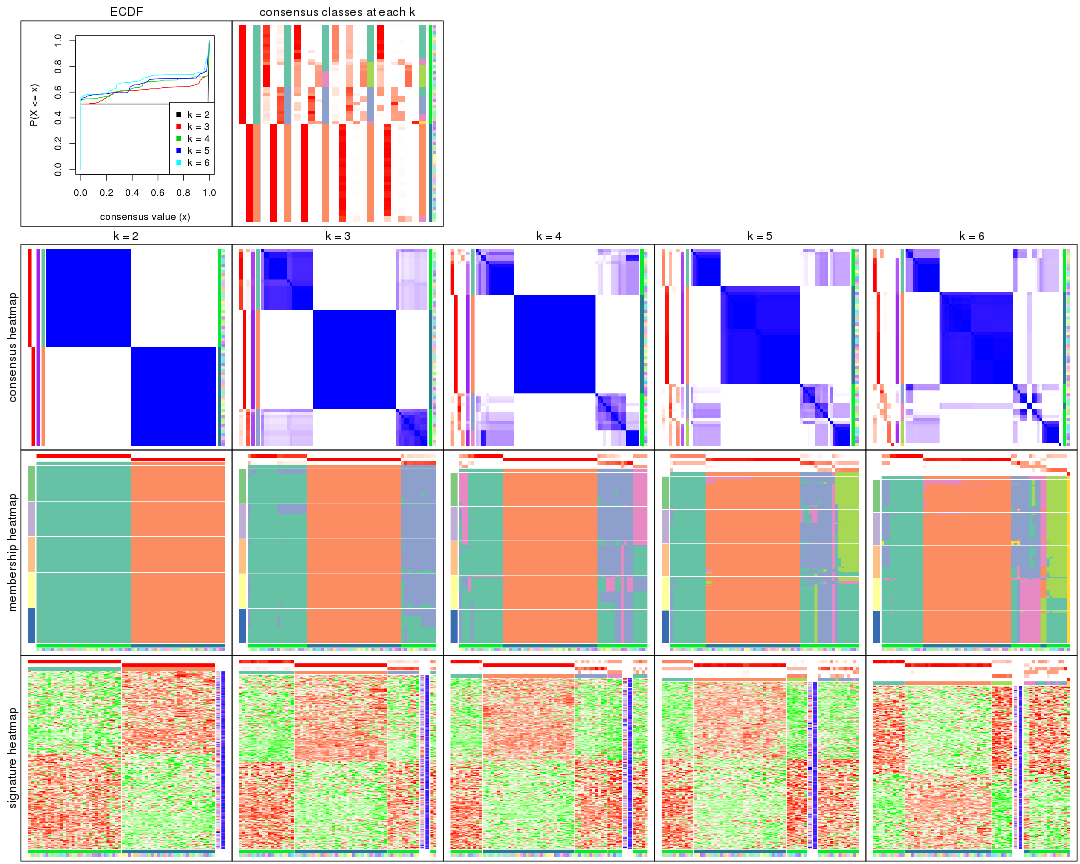 ECDF
consensus classes at each k
P(X <= x)
1.0
0.8
0.6
0.4
0.2
0.0
k = 2
k = 3
k = 4
k = 5
k = 6
0.0 0.2 0.4 0.6 0.8 1.0
consensus value (x)
k = 2
k = 3
k = 4
k = 5
k = 6
consensus heatmap
membership heatmap
signature heatmap